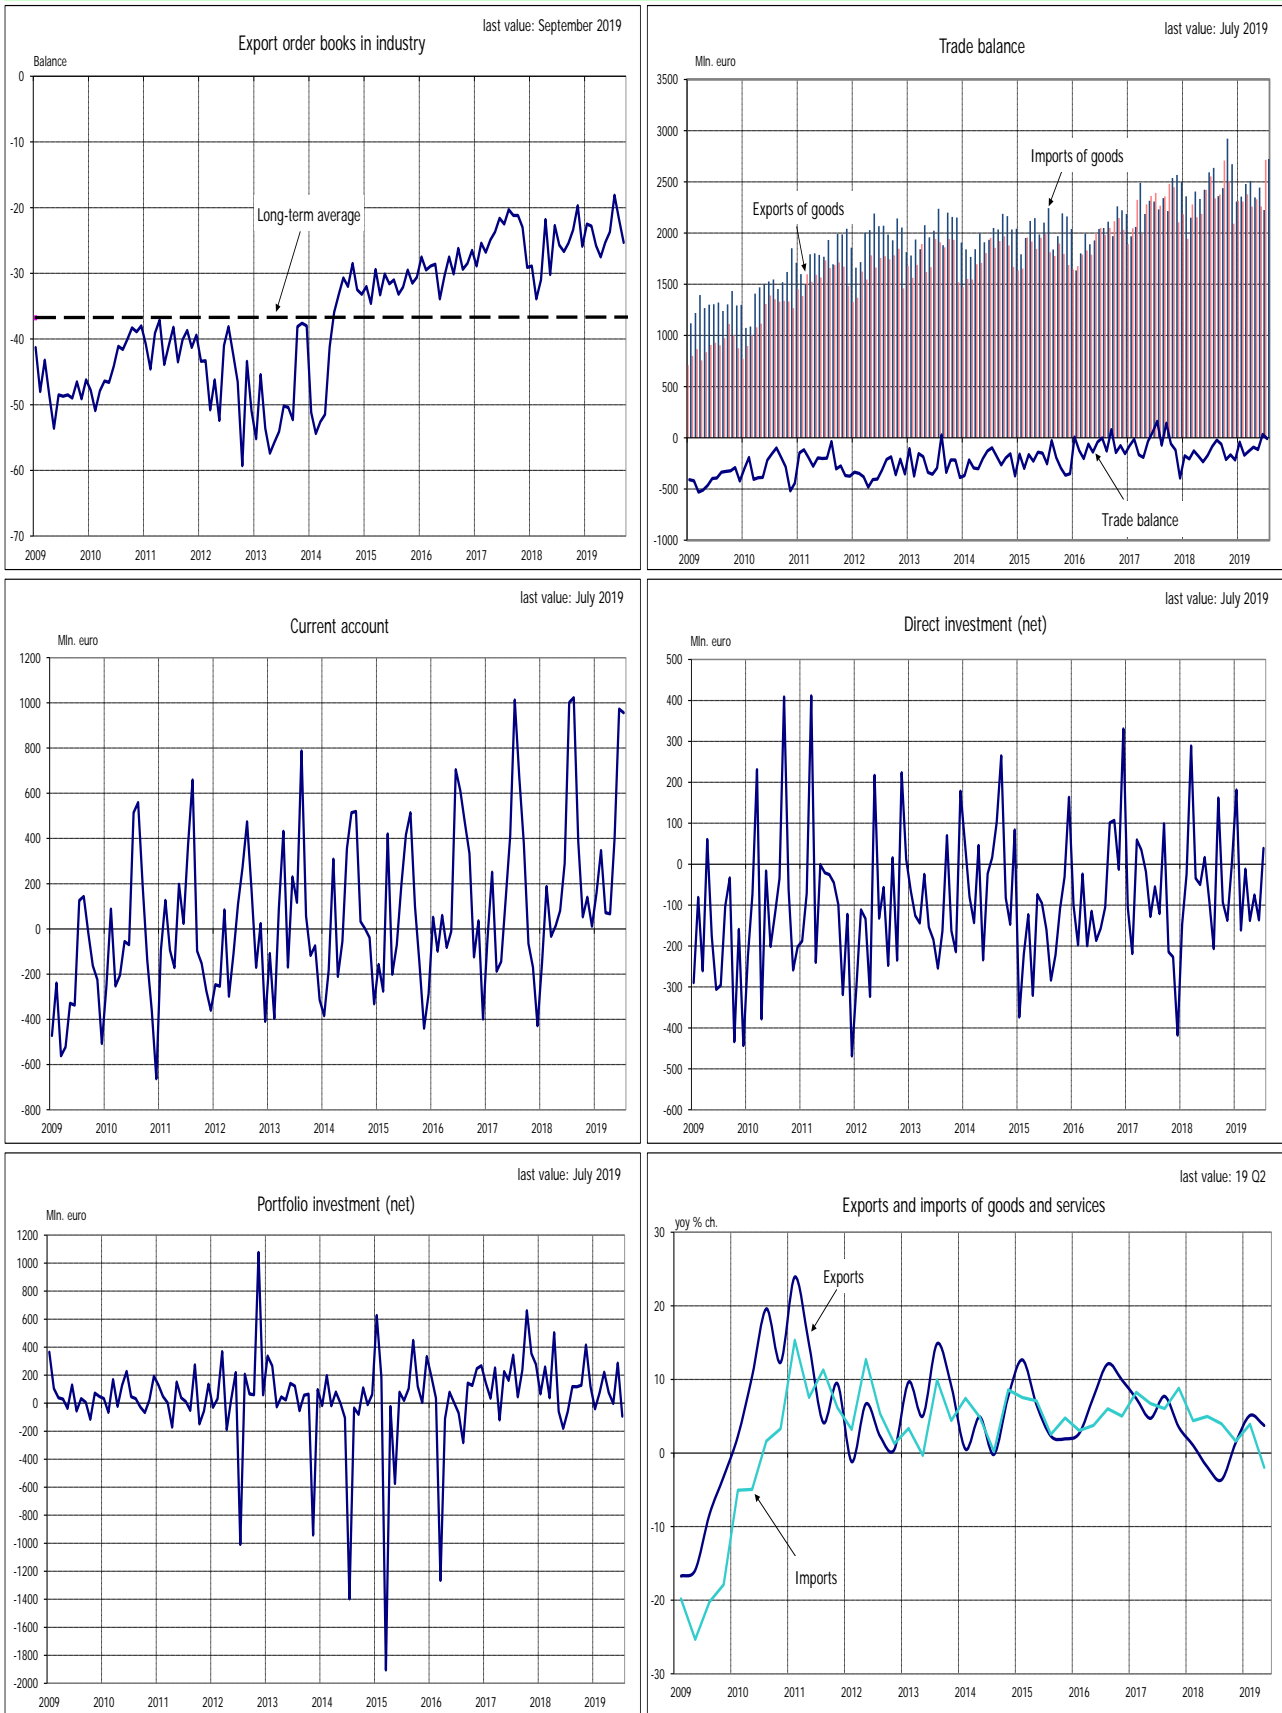 last value: September 2019
Export order books in industry
Balance
0
-10
-20
Long-term average
-30
-40
-50
-60
-70
2009 2010 2011 2012 2013 2014 2015 2016 2017 2018 2019
last value: July 2019
Trade balance
Mln. euro
3500
3000
Imports of goods
2500
Exports of goods
2000
1500
1000
500
0
-500
Trade balance
-1000
2009 2010 2011 2012 2013 2014 2015 2016 2017 2018 2019
last value: July 2019
Current account
Mln. euro
1200
1000
800
600
400
200
0
-200
-400
-600
-800
2009 2010 2011 2012 2013 2014 2015 2016 2017 2018 2019
last value: July 2019
Direct investment (net)
Mln. euro
500
400
300
200
100
0
-100
-200
-300
-400
-500
-600
2009 2010 2011 2012 2013 2014 2015 2016 2017 2018 2019
last value: July 2019
Portfolio investment (net)
Mln. euro
1200
1000
800
600
400
200
0
-200
-400
-600
-800
-1000
-1200
-1400
-1600
-1800
-2000
2009 2010 2011 2012 2013 2014 2015 2016 2017 2018 2019
last value: 19 Q2
Exports and imports of goods and services
yoy % ch.
30
Exports
20
10
0
-10
Imports
-20
-30
2009 2010 2011 2012 2013 2014 2015 2016 2017 2018 2019